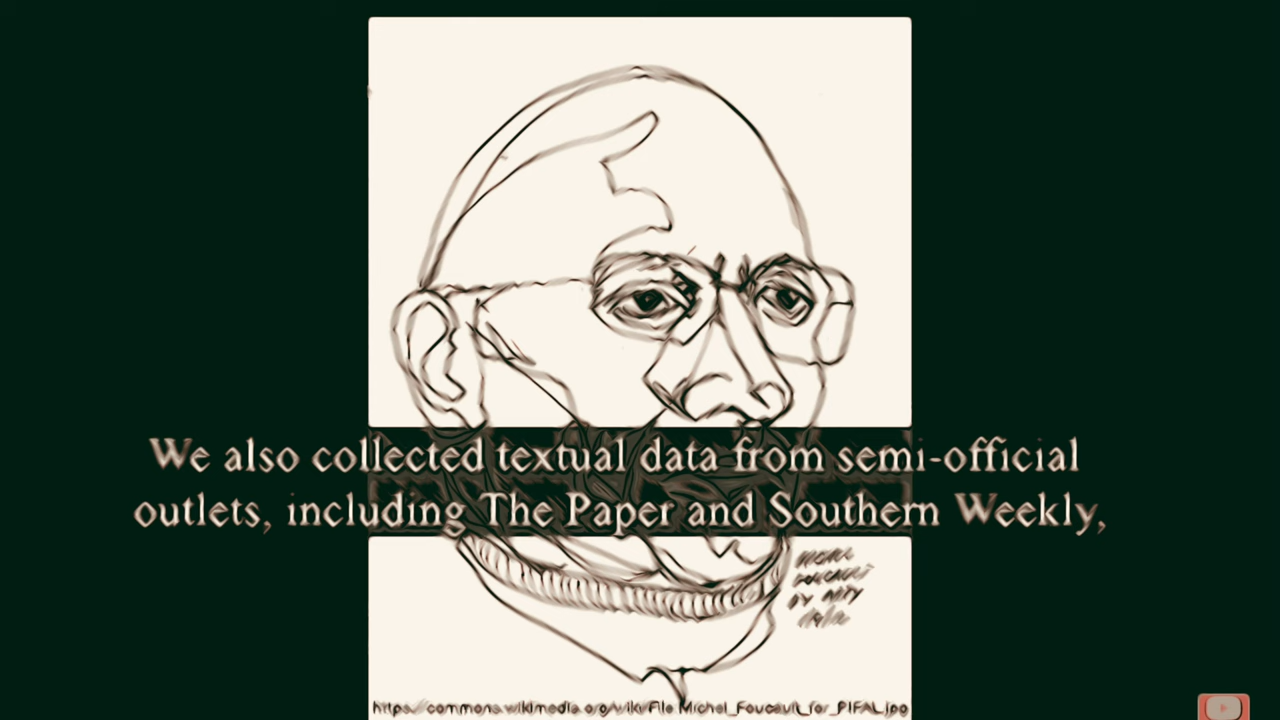 We also collected textual data from semi-official
outlets, including The Paper and Southern Weekly,
https://commons.wikimedia.org/wiki/File Michel_Foucault_for_PIFAL.jpg